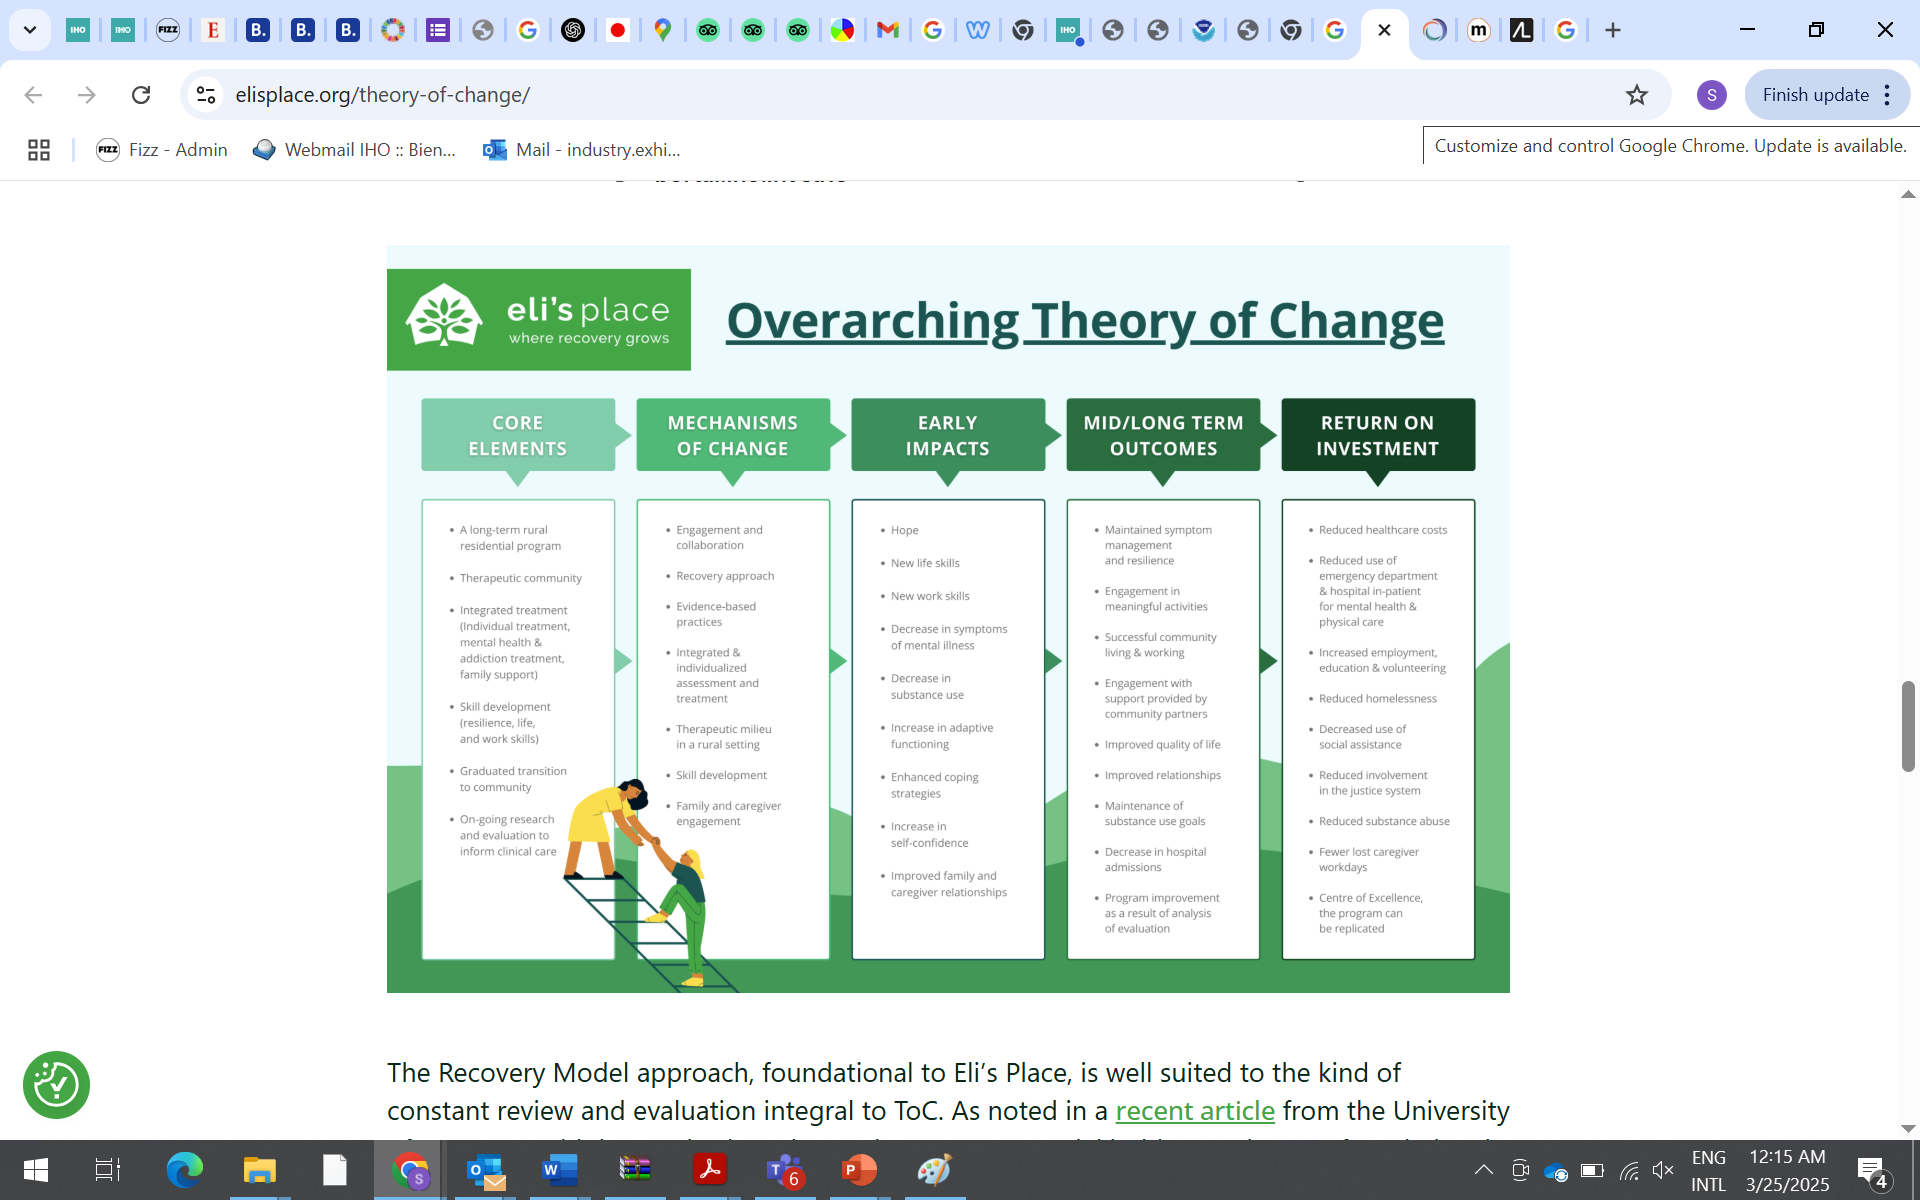 IHO
IHO
FIZZ
E
B.
B.
B.
G
G
W
IHO
G
m
G
elisplace.org/theory-of-change/
S
Finish update
FIZZ
Fizz - Admin
Webmail IHO :: Bien...
Mail - industry.exhi...
Customize and control Google Chrome. Update is available.
eli's place
where recovery grows
Overarching Theory of Change
CORE
ELEMENTS
• A long-term rural
residential program
• Therapeutic community
• Integrated treatment
(Individual treatment,
mental health &
addiction treatment,
family support)
• Skill development
(resilience, life,
and work skills)
• Graduated transition
to community
• On-going research
and evaluation to
inform clinical care
MECHANISMS
OF CHANGE
• Engagement and
collaboration
• Recovery approach
• Evidence-based
practices
• Integrated &
individualized
assessment and
treatment
• Therapeutic milieu
in a rural setting
• Skill development
• Family and caregiver
engagement
EARLY
IMPACTS
• Hope
• New life skills
• New work skills
• Decrease in symptoms
of mental illness
• Decrease in
substance use
• Increase in adaptive
functioning
• Enhanced coping
strategies
• Increase in
self-confidence
• Improved family and
caregiver relationships
MID/LONG TERM
OUTCOMES
• Maintained symptom
management
and resilience
• Engagement in
meaningful activities
• Successful community
living & working
• Engagement with
support provided by
community partners
• Improved quality of life
• Improved relationships
• Maintenance of
substance use goals
• Decrease in hospital
admissions
• Program improvement
as a result of analysis
of evaluation
RETURN ON
INVESTMENT
• Reduced healthcare costs
• Reduced use of
emergency department
& hospital in-patient
for mental health &
physical care
• Increased employment,
education & volunteering
• Reduced homelessness
• Decreased use of
social assistance
• Reduced involvement
in the justice system
• Reduced substance abuse
• Fewer lost caregiver
workdays
• Centre of Excellence,
the program can
be replicated
The Recovery Model approach, foundational to Eli's Place, is well suited to the kind of
constant review and evaluation integral to ToC. As noted in a recent article from the University
S
W
T
6
P
ENG
INTL
12:15 AM
3/25/2025
4